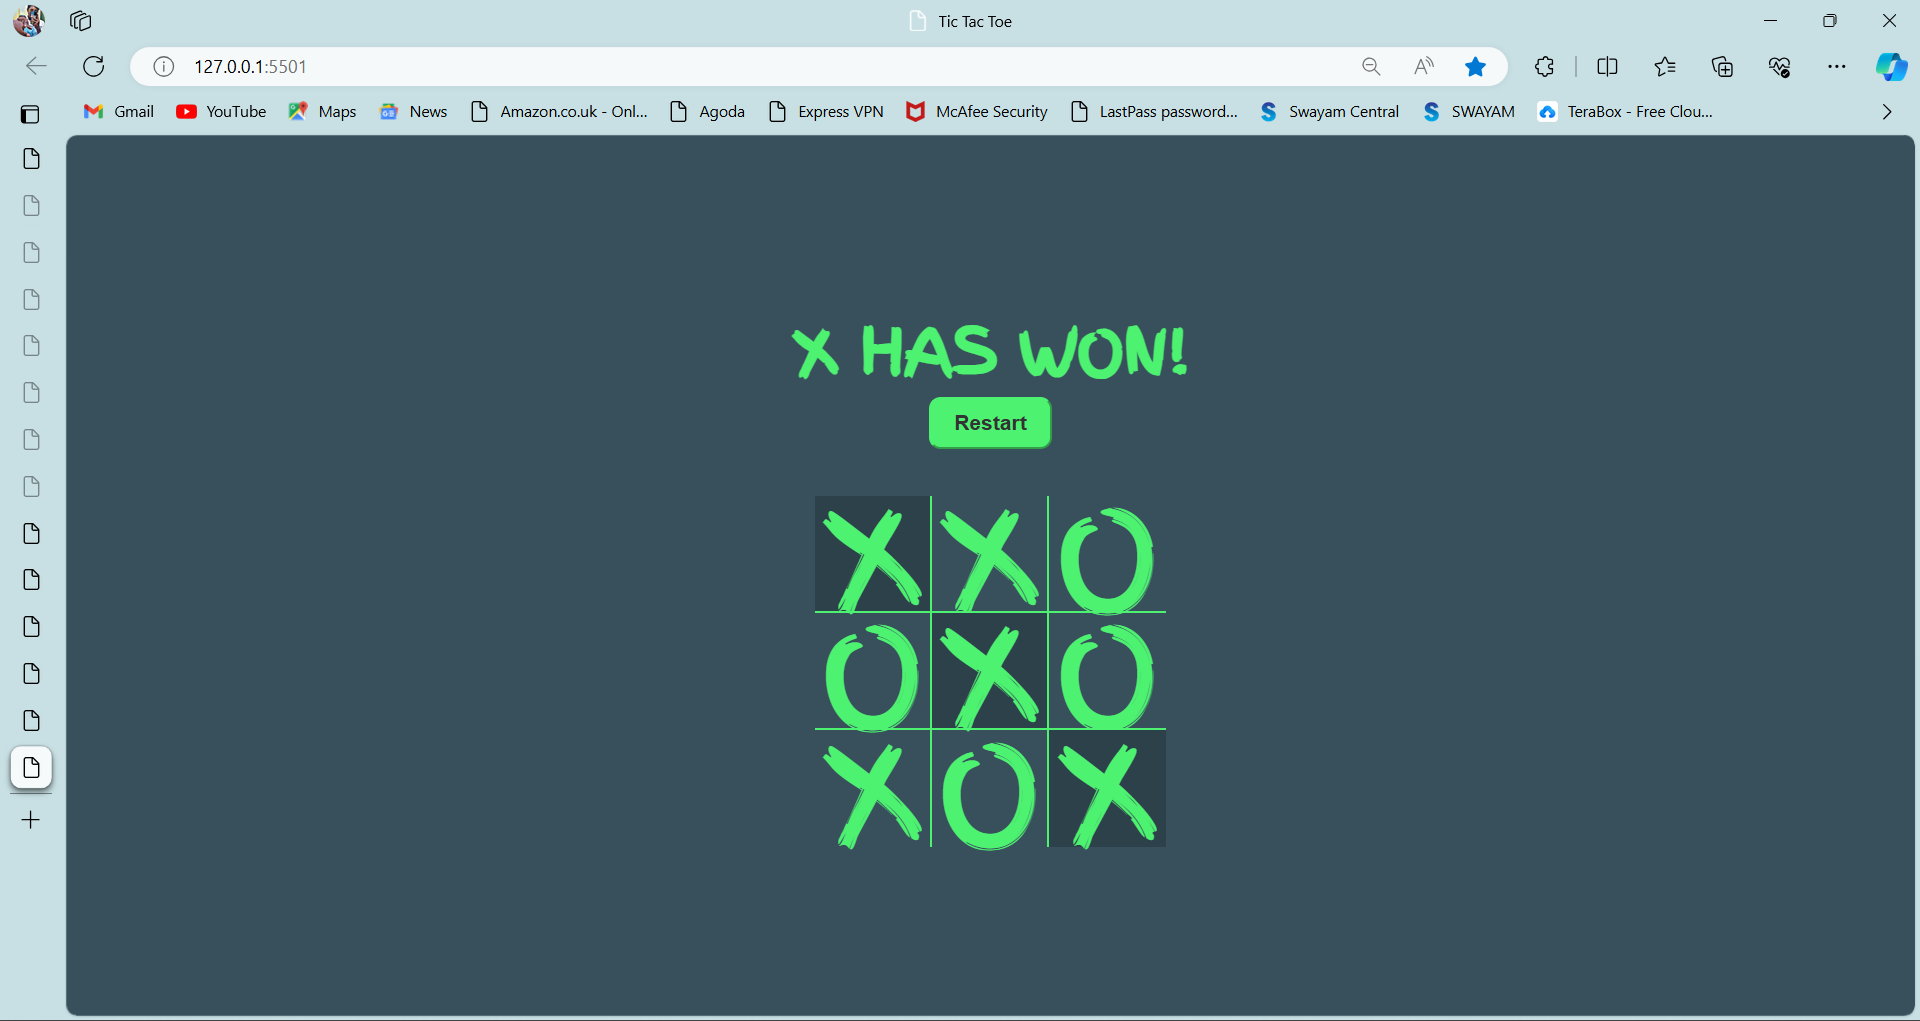 Tic Tac Toe
127.0.0.1:5501
Gmail YouTube Maps News Amazon.co.uk - Onl... Agoda Express VPN McAfee Security LastPass password... Swayam Central SWAYAM TeraBox - Free Clou...
X HAS WON!
Restart
X X O
O X O
X O X